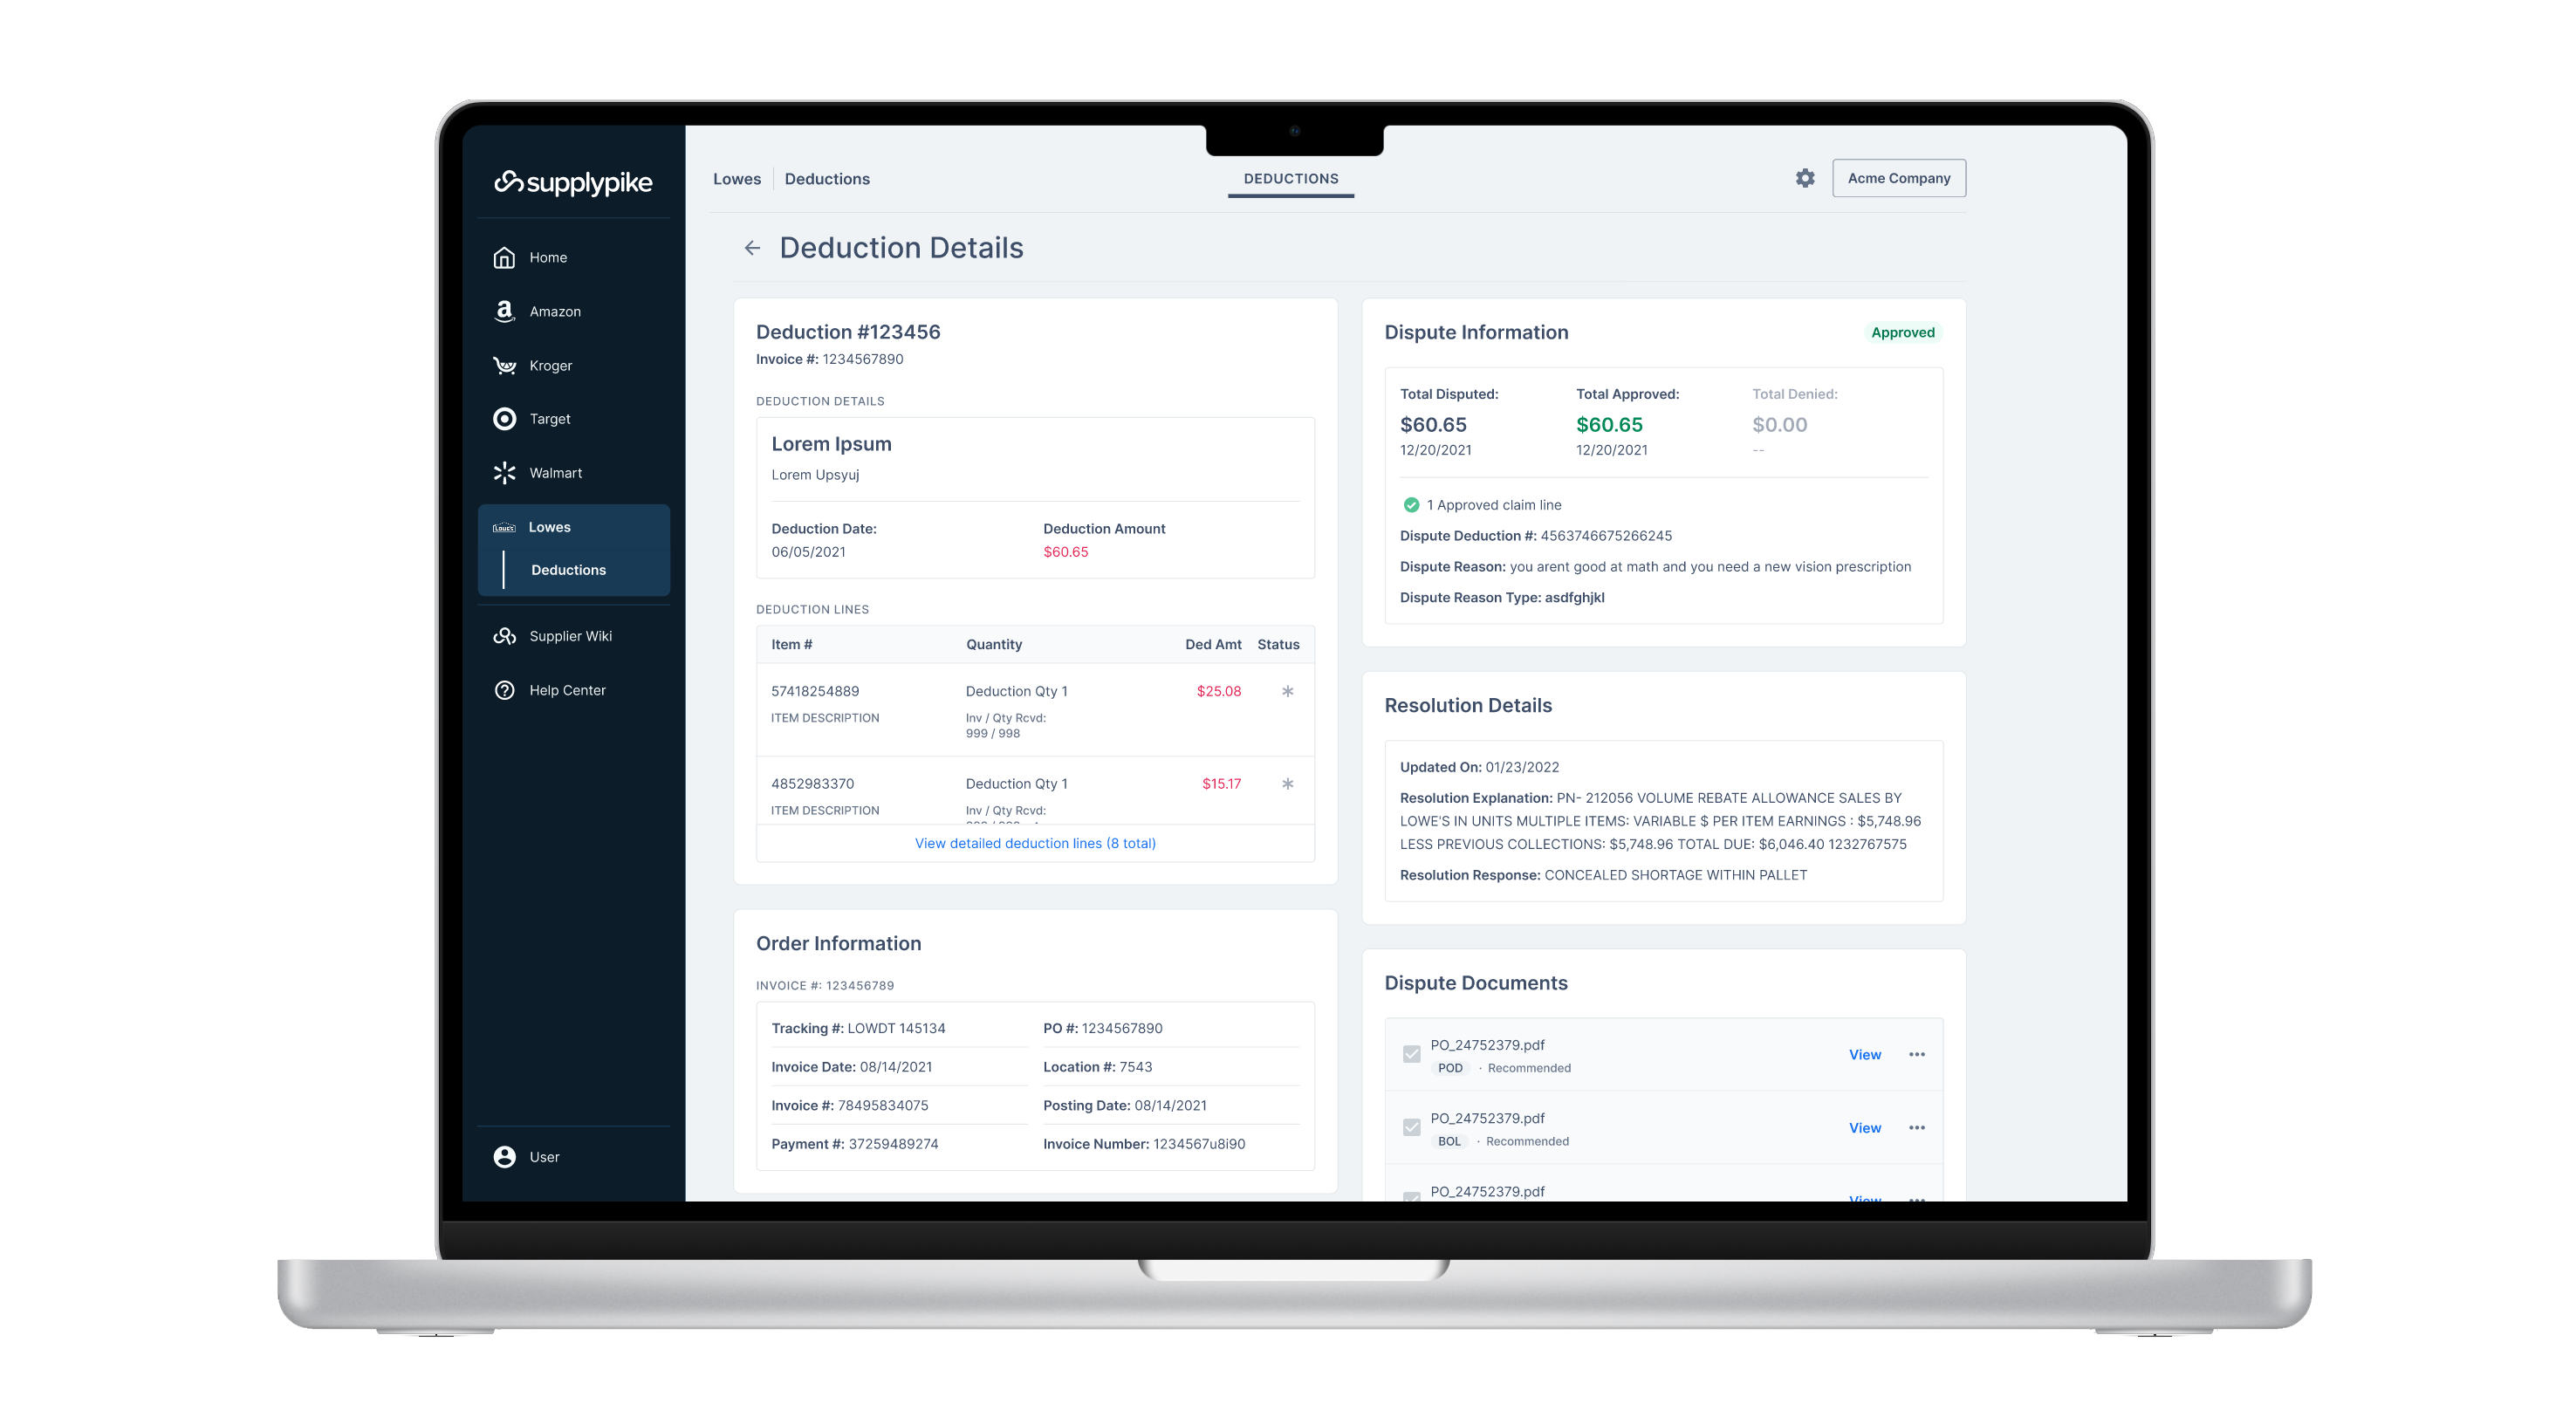 supplypike
Home
Amazon
Kroger
Target
Walmart
LOWE'S
Lowes
Deductions
Supplier Wiki
Help Center
User
Lowes
Deductions
DEDUCTIONS
Acme Company
Deduction Details
Deduction #123456
Invoice #: 1234567890
DEDUCTION DETAILS
Lorem Ipsum
Lorem Upsyuj
Deduction Date:
06/05/2021
Deduction Amount
$60.65
DEDUCTION LINES
Item # Quantity Ded Amt Status
57418254889 Deduction Qty 1 $25.08 *
ITEM DESCRIPTION Inv / Qty Rcvd:
999 / 998
4852983370 Deduction Qty 1 $15.17 *
ITEM DESCRIPTION Inv / Qty Rcvd:
View detailed deduction lines (8 total)
Order Information
INVOICE #: 123456789
Tracking #: LOWDT 145134 PO #: 1234567890
Invoice Date: 08/14/2021 Location #: 7543
Invoice #: 78495834075 Posting Date: 08/14/2021
Payment #: 37259489274 Invoice Number: 1234567u8i90
Dispute Information
Approved
Total Disputed: Total Approved: Total Denied:
$60.65 $60.65 $0.00
12/20/2021 12/20/2021 --
1 Approved claim line
Dispute Deduction #: 4563746675266245
Dispute Reason: you arent good at math and you need a new vision prescription
Dispute Reason Type: asdfghjkl
Resolution Details
Updated On: 01/23/2022
Resolution Explanation: PN- 212056 VOLUME REBATE ALLOWANCE SALES BY
LOWE'S IN UNITS MULTIPLE ITEMS: VARIABLE $ PER ITEM EARNINGS : $5,748.96
LESS PREVIOUS COLLECTIONS: $5,748.96 TOTAL DUE: $6,046.40 1232767575
Resolution Response: CONCEALED SHORTAGE WITHIN PALLET
Dispute Documents
PO_24752379.pdf
POD · Recommended
View
PO_24752379.pdf
BOL · Recommended
View
PO_24752379.pdf
View